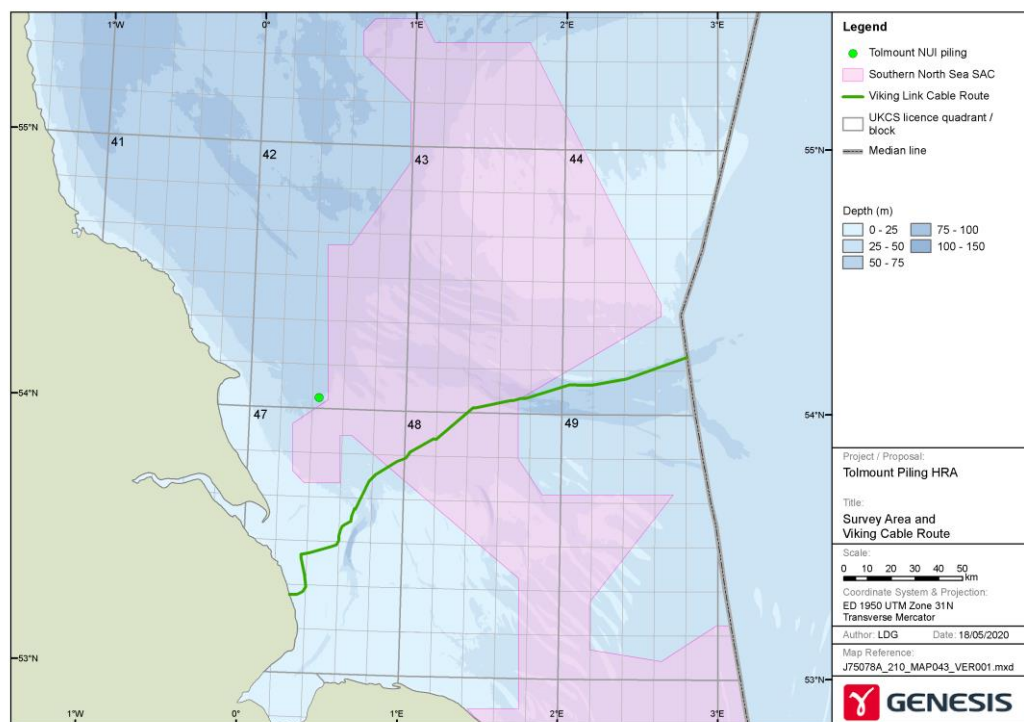 1°W
0°
1°E
2°E
3°E
55°N
55°N
41
42
43
44
54°N
54°N
47
48
49
53°N
53°N
1°W
0°
1°E
2°E
3°E
Legend
Tolmount NUI piling
Southern North Sea SAC
Viking Link Cable Route
UKCS licence quadrant /
block
Median line
Depth (m)
0 - 25
75 - 100
25 - 50
100 - 150
50 - 75
Project / Proposal:
Tolmount Piling HRA
Title:
Survey Area and
Viking Cable Route
Scale:
0 10 20 30 40 50
km
Coordinate System & Projection:
ED 1950 UTM Zone 31N
Transverse Mercator
Author: LDG Date: 18/05/2020
Map Reference:
J75078A_210_MAP043_VER001.mxd
GENESIS